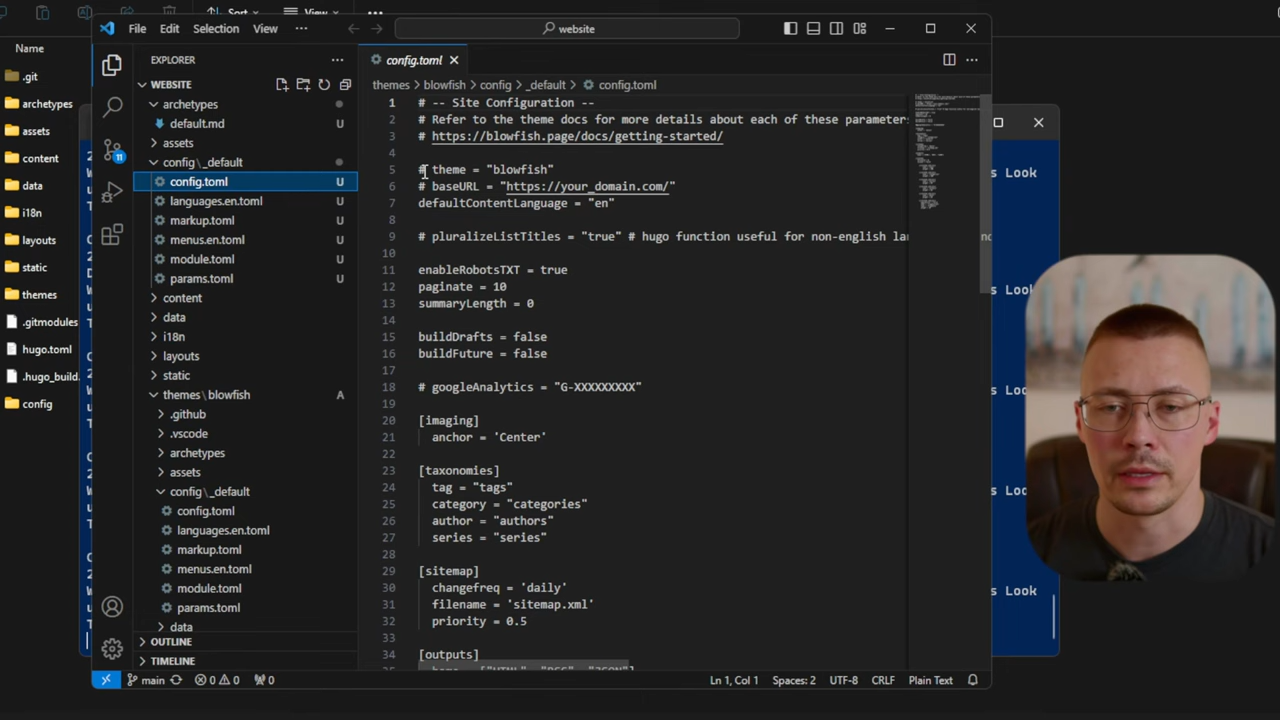 Sort
View
Name
.git
archetypes
assets
content
data
i18n
layouts
static
themes
.gitmodules
hugo.toml
.hugo_build.
config
File
Edit
Selection
View
website
EXPLORER
WEBSITE
archetypes
default.md U
assets
config\_default
config.toml U
languages.en.toml U
markup.toml U
menus.en.toml U
module.toml U
params.toml U
content
data
i18n
layouts
static
themes\blowfish A
.github
.vscode
archetypes
assets
config\_default
config.toml
languages.en.toml
markup.toml
menus.en.toml
module.toml
params.toml
data
OUTLINE
TIMELINE
11
config.toml
themes > blowfish > config > _default > config.toml
1 # -- Site Configuration --
2 # Refer to the theme docs for more details about each of these parameters
3 # https://blowfish.page/docs/getting-started/
4
5 # theme = "blowfish"
6 # baseURL = "https://your_domain.com/"
7 defaultContentLanguage = "en"
8
9 # pluralizeListTitles = "true" # hugo function useful for non-english lan
10
11 enableRobotsTXT = true
12 paginate = 10
13 summaryLength = 0
14
15 buildDrafts = false
16 buildFuture = false
17
18 # googleAnalytics = "G-XXXXXXXXX"
19
20 [imaging]
21 anchor = 'Center'
22
23 [taxonomies]
24 tag = "tags"
25 category = "categories"
26 author = "authors"
27 series = "series"
28
29 [sitemap]
30 changefreq = 'daily'
31 filename = 'sitemap.xml'
32 priority = 0.5
33
34 [outputs]
s Look
s Look
s Look
s Look
s Look
main
0
0
0
Ln 1, Col 1
Spaces: 2
UTF-8
CRLF
Plain Text